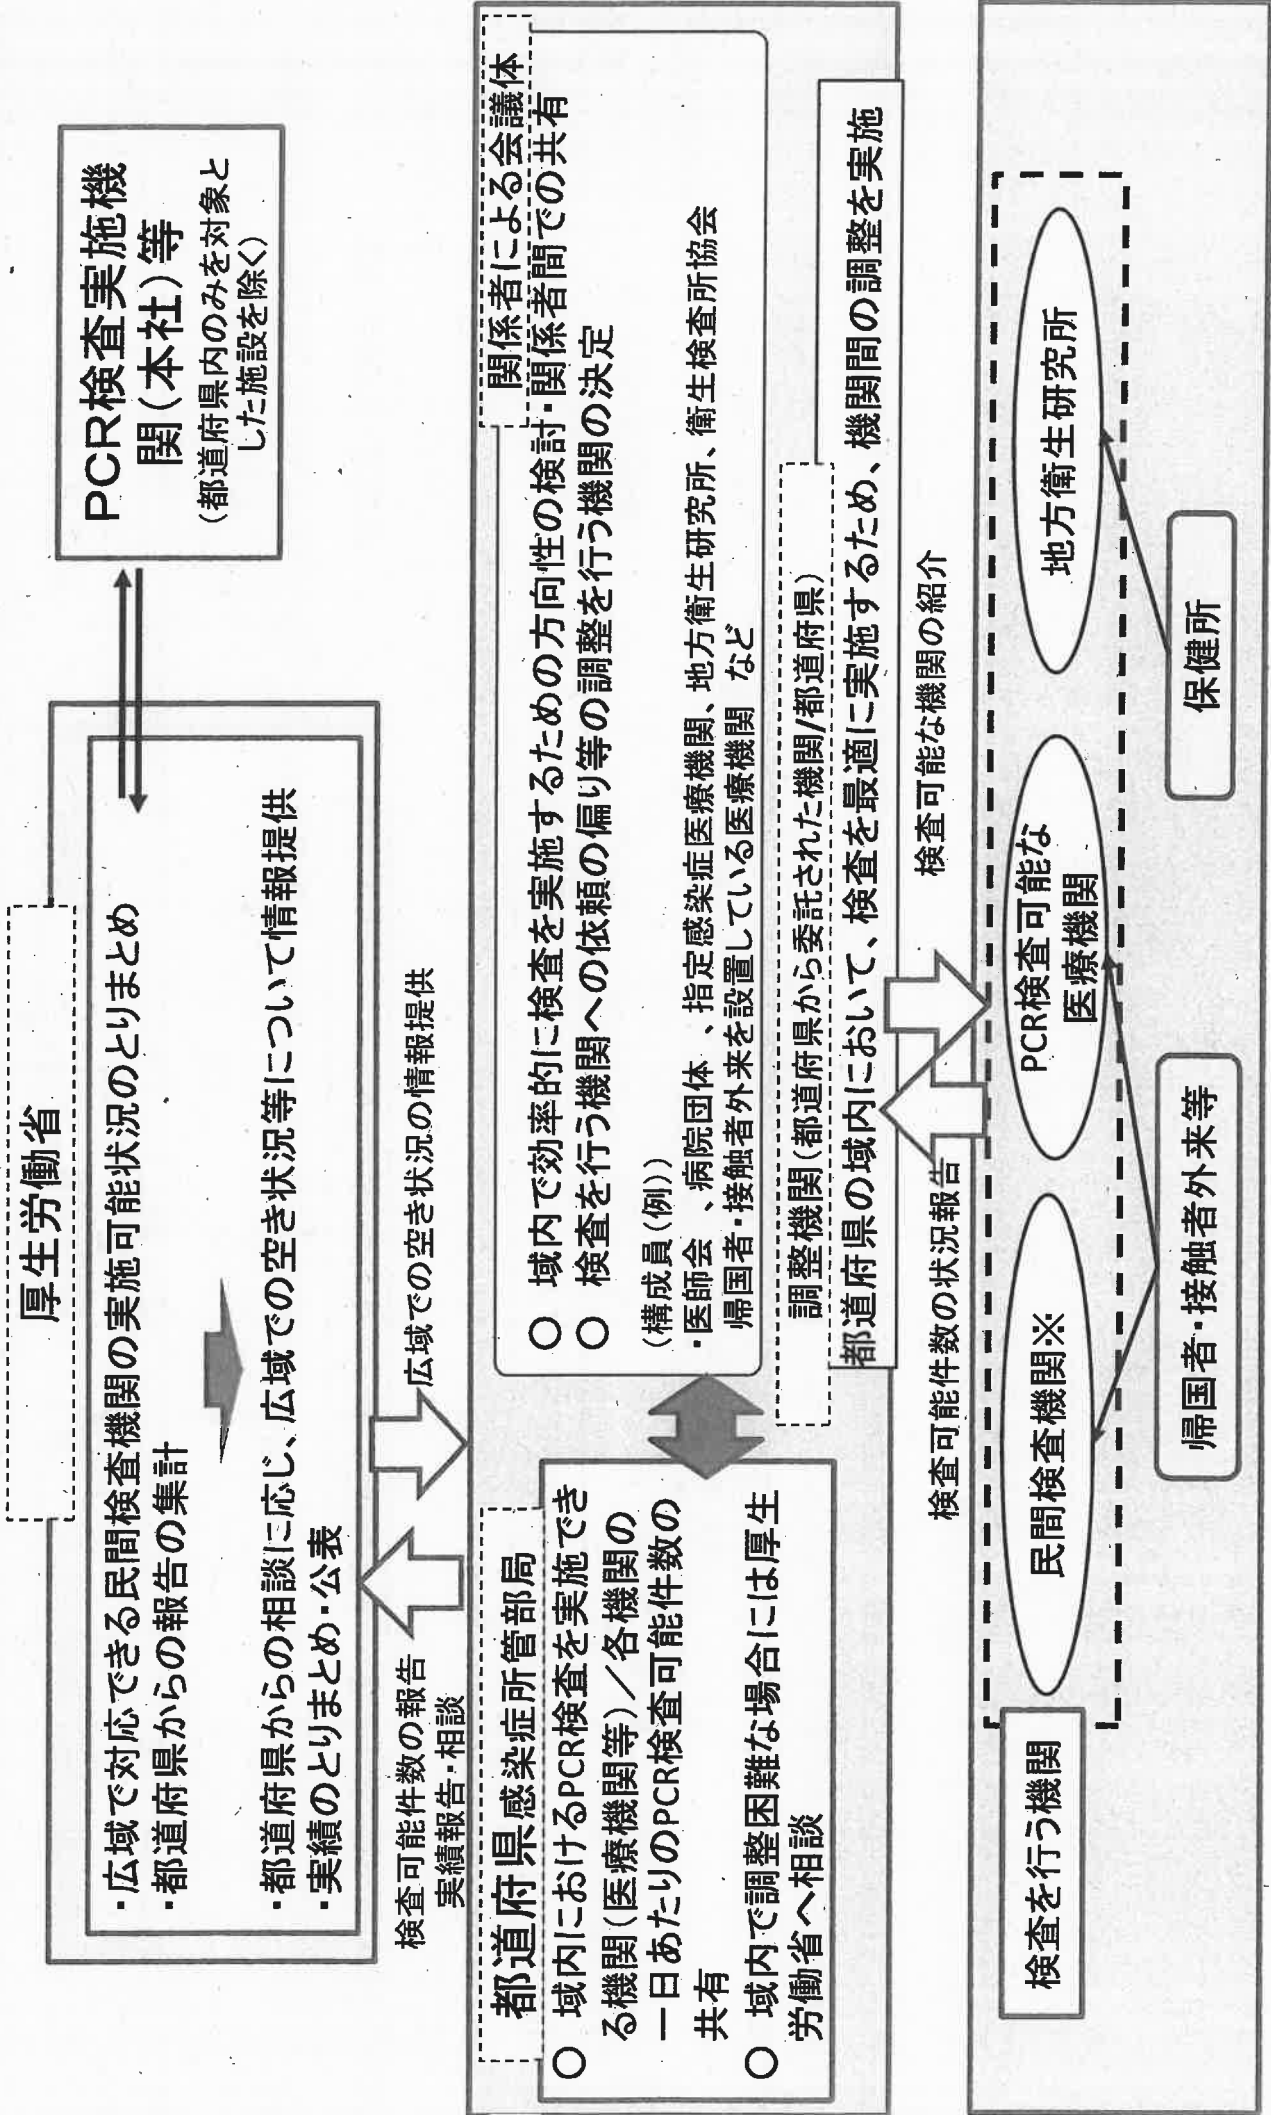 厚生労働省
・広域で対応できる民間検査機関の実施可能状況のとりまとめ
・都道府県からの報告の集計
・都道府県からの相談に応じ、広域での空き状況等について情報提供
・実績のとりまとめ・公表
PCR検査実施機
関(本社)等
(都道府県内のみを対象と
した施設を除く)
検査可能件数の報告
実績報告・相談
広域での空き状況の情報提供
都道府県感染症所管部局
○ 域内におけるPCR検査を実施でき
る機関(医療機関等)/各機関の
一日あたりのPCR検査可能件数の
共有
○ 域内で調整困難な場合には厚生
労働省へ相談
関係者による会議体
○ 域内で効率的に検査を実施するための方向性の検討・関係者間での共有
○ 検査を行う機関への依頼の偏り等の調整を行う機関の決定
(構成員(例))
・医師会 、病院団体 、指定感染症医療機関、地方衛生研究所、衛生検査所協会
帰国者・接触者外来を設置している医療機関 など
調整機関(都道府県から委託された機関/都道府県)
都道府県の域内において、検査を最適に実施するため、機関間の調整を実施
検査可能件数の状況報告
検査可能な機関の紹介
検査を行う機関
民間検査機関※
PCR検査可能な
医療機関
地方衛生研究所
帰国者・接触者外来等
保健所